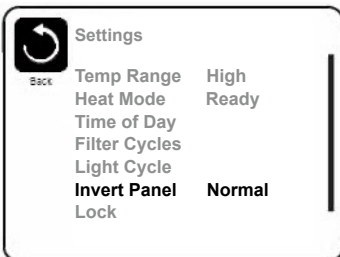 Settings
Back
Temp Range High
Heat Mode Ready
Time of Day
Filter Cycles
Light Cycle
Invert Panel Normal
Lock